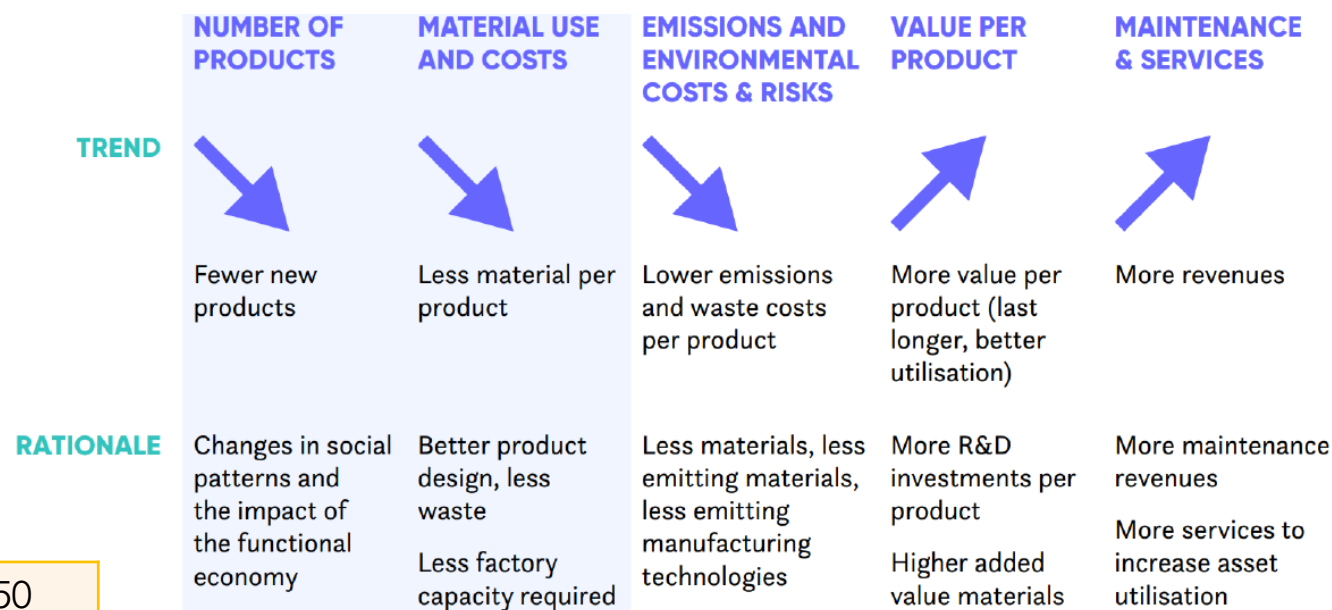 NUMBER OF
PRODUCTS
MATERIAL USE
AND COSTS
EMISSIONS AND
ENVIRONMENTAL
COSTS & RISKS
VALUE PER
PRODUCT
MAINTENANCE
& SERVICES
TREND
Fewer new
products
Less material per
product
Lower emissions
and waste costs
per product
More value per
product (last
longer, better
utilisation)
More revenues
RATIONALE
Changes in social
patterns and
the impact of
the functional
economy
Better product
design, less
waste
Less factory
capacity required
Less materials, less
emitting materials,
less emitting
manufacturing
technologies
More R&D
investments per
product
Higher added
value materials
More maintenance
revenues
More services to
increase asset
utilisation
50